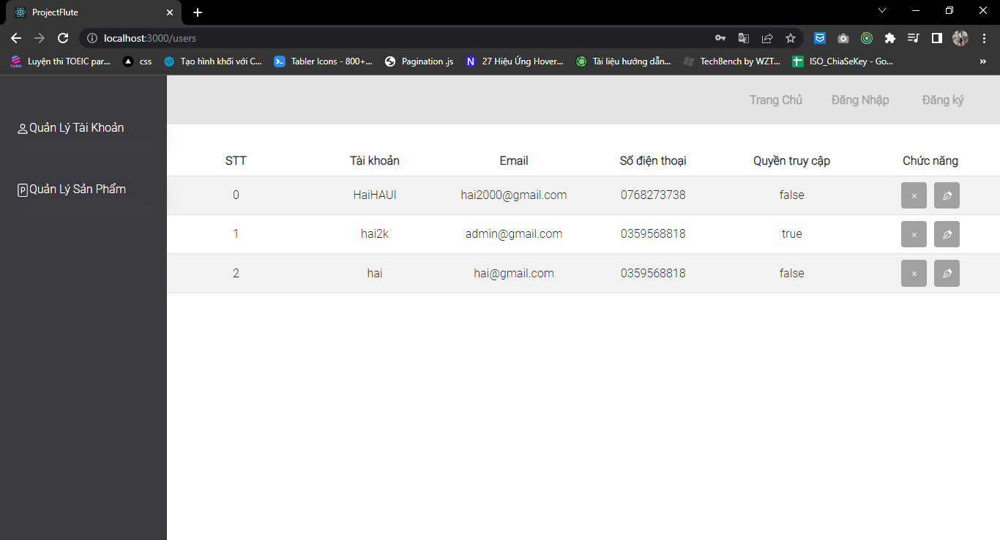 ProjectFlute
localhost:3000/users
Luyện thi TOEIC par... css Tạo hình khối với C... Tabler Icons - 800+... Pagination .js N 27 Hiệu Ứng Hover... Tài liệu hướng dẫn... TechBench by WZT... ISO_ChiaSeKey - Go... »
Trang Chủ Đăng Nhập Đăng ký
Quản Lý Tài Khoản
Quản Lý Sản Phẩm
STT Tài khoản Email Số điện thoại Quyền truy cập Chức năng
0 HaiHAUI hai2000@gmail.com 0768273738 false
1 hai2k admin@gmail.com 0359568818 true
2 hai hai@gmail.com 0359568818 false